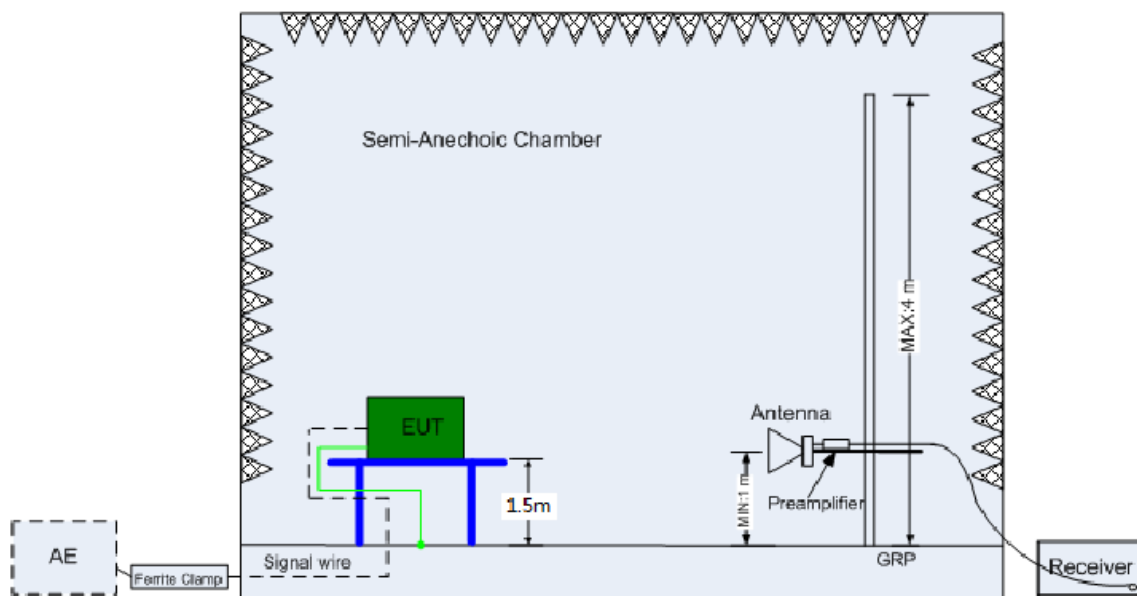 Semi-Anechoic Chamber
MAX:4 m
Antenna
EUT
MIN:1 m
1.5m
Preamplifier
AE
Signal wire
GRP
Ferrite Clamp
Receiver